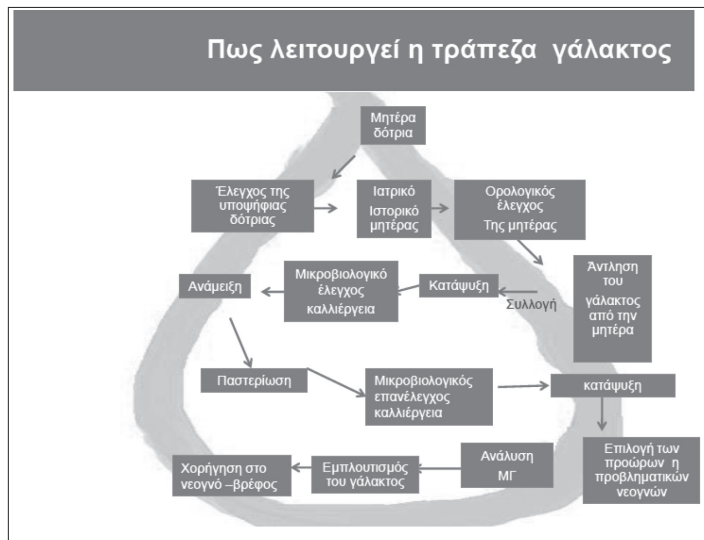 Πως λειτουργεί η τράπεζα γάλακτος
Μητέρα
δότρια
Έλεγχος της
υποψήφιας
δότριας
Ιατρικό
Ιστορικό
μητέρας
Ορολογικός
έλεγχος
Της μητέρας
Άντληση
του
γάλακτος
από την
μητέρα
Συλλογή
Κατάψυξη
Μικροβιολογικό
έλεγχος
καλλιέργεια
Ανάμειξη
Παστερίωση
Μικροβιολογικός
επανέλεγχος
καλλιέργεια
κατάψυξη
Επιλογή των
προώρων η
προβληματικών
νεογνών
Ανάλυση
ΜΓ
Εμπλουτισμός
του γάλακτος
Χορήγηση στο
νεογνό –βρέφος